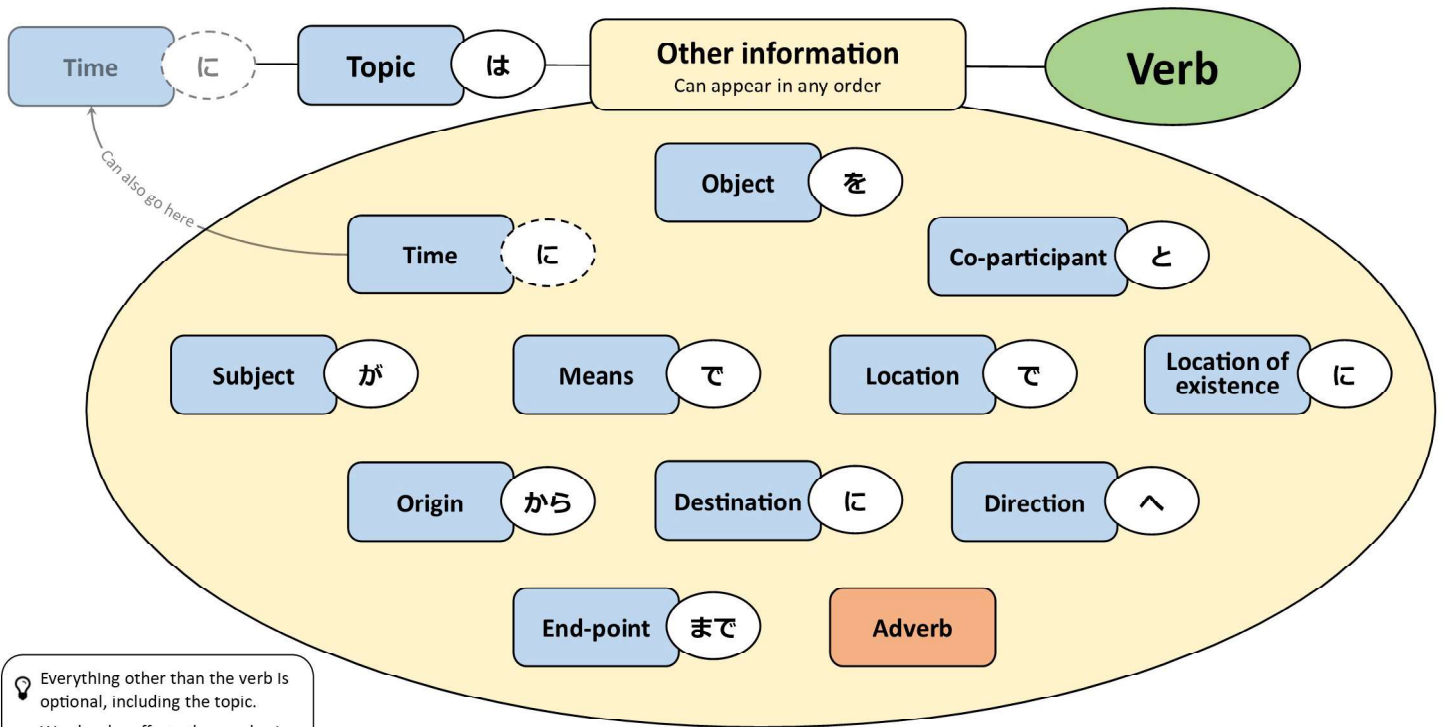 Time に
Topic は
Other information
Can appear in any order
Verb
Can also go here
Object を
Time に
Co-participant と
Subject が
Means で
Location で
Location of
existence に
Origin から
Destination に
Direction へ
End-point まで
Adverb
Everything other than the verb is
optional, including the topic.